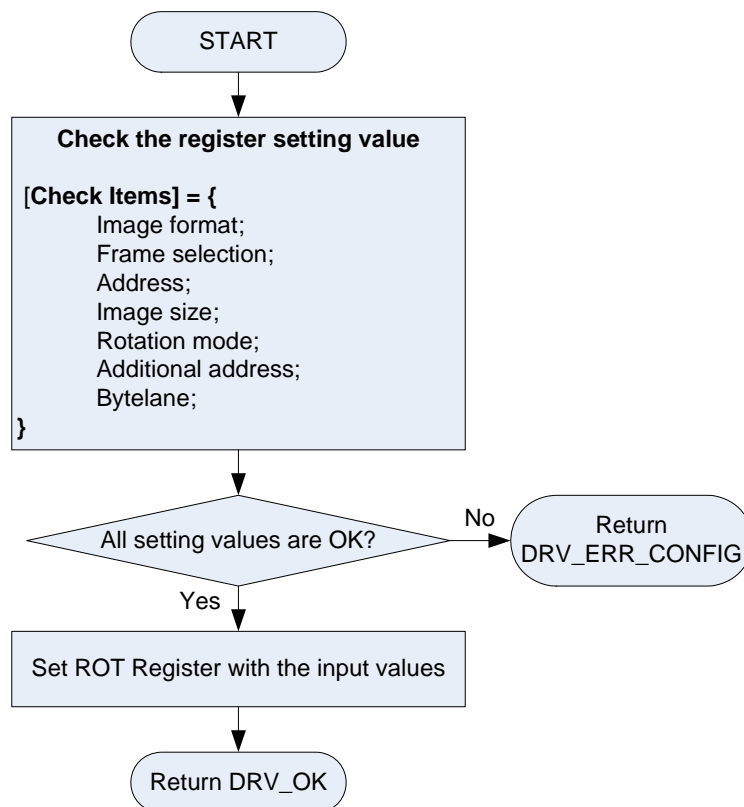 START
Check the register setting value
[Check Items] = {
Image format;
Frame selection;
Address;
Image size;
Rotation mode;
Additional address;
Bytelane;
}
All setting values are OK?
No
Return
DRV_ERR_CONFIG
Yes
Set ROT Register with the input values
Return DRV_OK